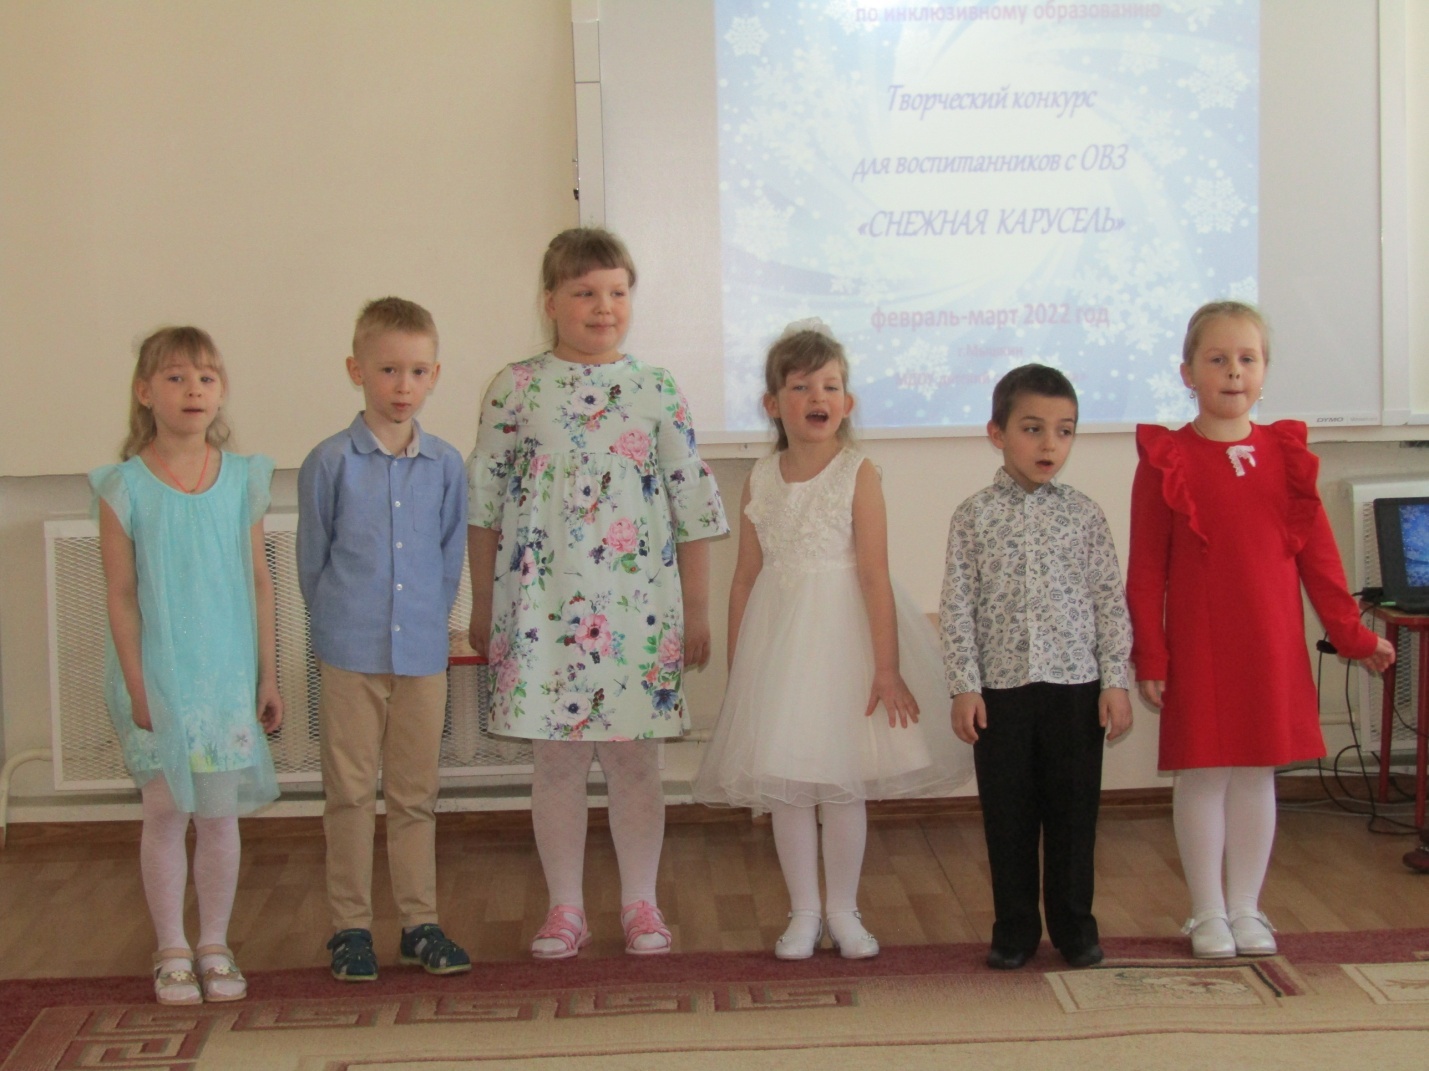 по инклюзивному образованию
Творческий конкурс
для воспитанников с ОВЗ
«СНЕЖНАЯ КАРУСЕЛЬ»
февраль-март 2022 год